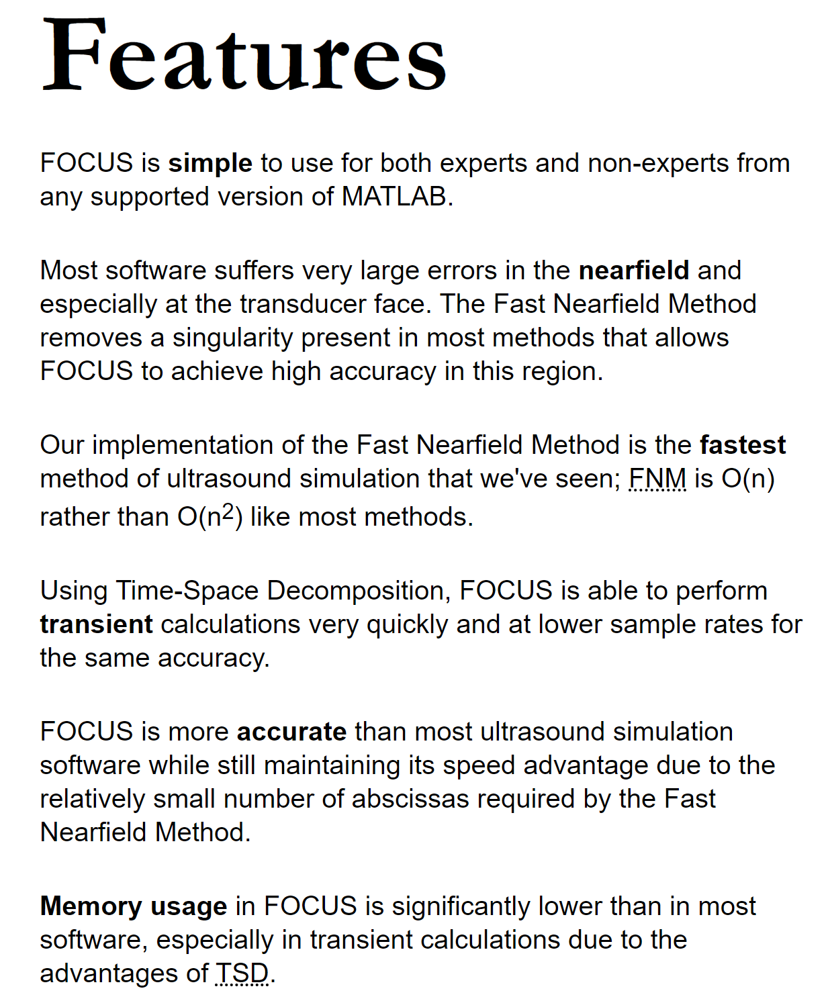 Features
FOCUS is simple to use for both experts and non-experts from
any supported version of MATLAB.
Most software suffers very large errors in the nearfield and
especially at the transducer face. The Fast Nearfield Method
removes a singularity present in most methods that allows
FOCUS to achieve high accuracy in this region.
Our implementation of the Fast Nearfield Method is the fastest
method of ultrasound simulation that we've seen; FNM is O(n)
rather than O(n²) like most methods.
Using Time-Space Decomposition, FOCUS is able to perform
transient calculations very quickly and at lower sample rates for
the same accuracy.
FOCUS is more accurate than most ultrasound simulation
software while still maintaining its speed advantage due to the
relatively small number of abscissas required by the Fast
Nearfield Method.
Memory usage in FOCUS is significantly lower than in most
software, especially in transient calculations due to the
advantages of TSD.